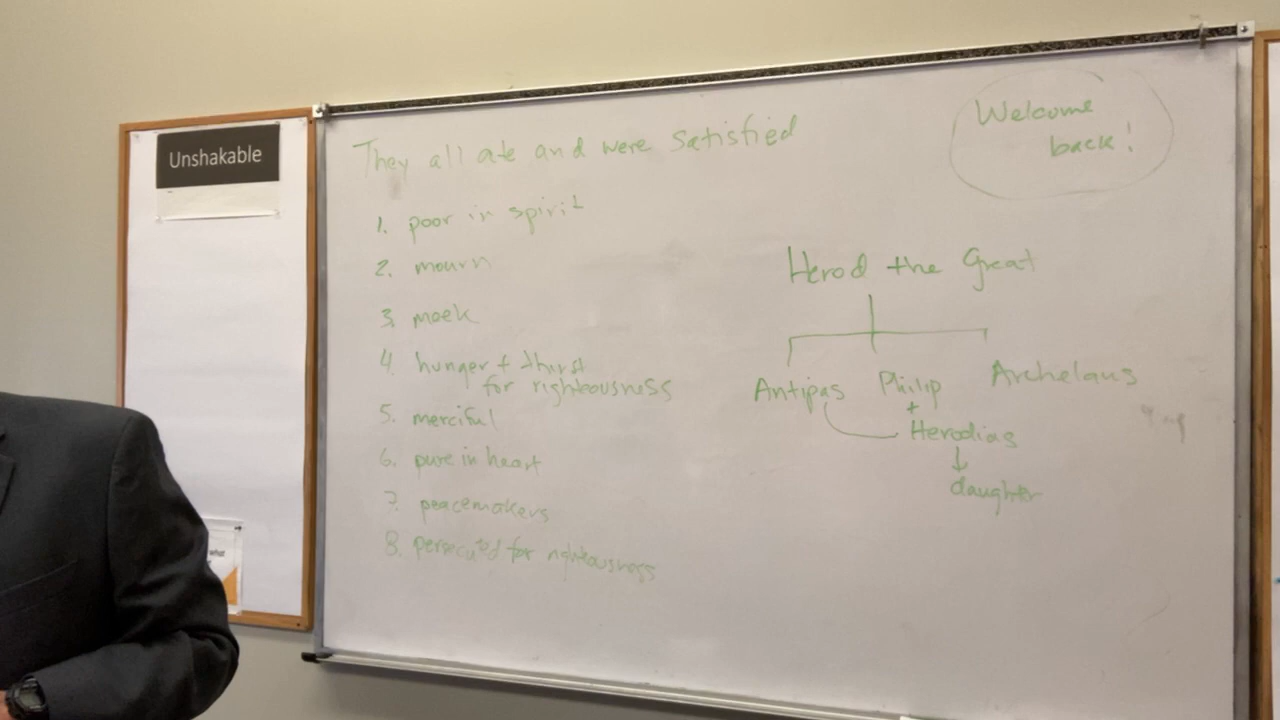 Unshakable
They all ate and were satisfied
Welcome
back!
1. poor in spirit
2. mourn
3. meek
4. hunger + thirst
for righteousness
5. merciful
6. pure in heart
7. peacemakers
8. persecuted for righteousness
Herod the Great
Antipas Philip Archelaus
+
Herodias
↓
daughter
what